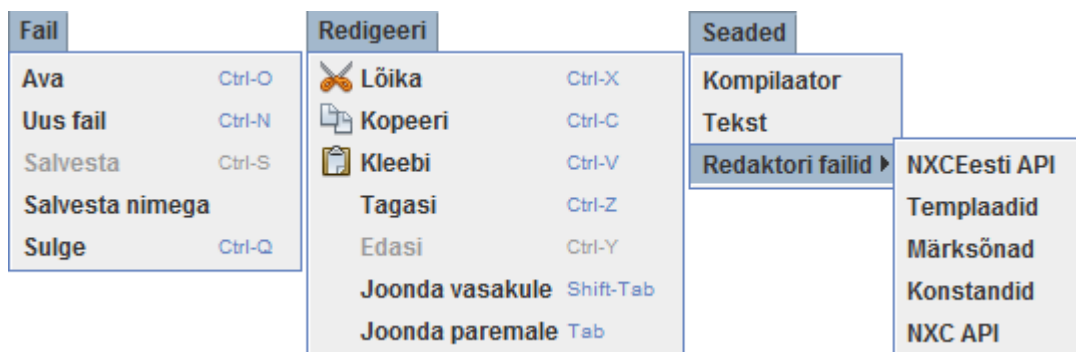 Fail
Ava Ctrl-O
Uus fail Ctrl-N
Salvesta Ctrl-S
Salvesta nimega
Sulge Ctrl-Q
Redigeeri
Lõika Ctrl-X
Kopeeri Ctrl-C
Kleebi Ctrl-V
Tagasi Ctrl-Z
Edasi Ctrl-Y
Joonda vasakule Shift-Tab
Joonda paremale Tab
Seaded
Kompilaator
Tekst
Redaktori failid
NXCEesti API
Templaadid
Märksõnad
Konstandid
NXC API